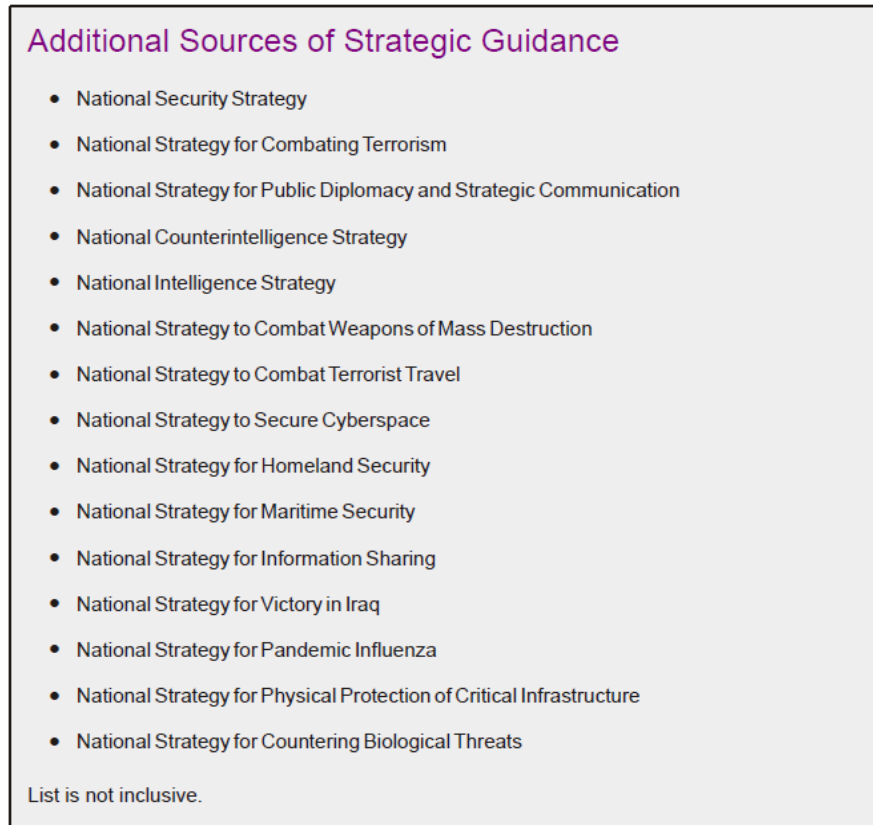 Additional Sources of Strategic Guidance
• National Security Strategy
• National Strategy for Combating Terrorism
• National Strategy for Public Diplomacy and Strategic Communication
• National Counterintelligence Strategy
• National Intelligence Strategy
• National Strategy to Combat Weapons of Mass Destruction
• National Strategy to Combat Terrorist Travel
• National Strategy to Secure Cyberspace
• National Strategy for Homeland Security
• National Strategy for Maritime Security
• National Strategy for Information Sharing
• National Strategy for Victory in Iraq
• National Strategy for Pandemic Influenza
• National Strategy for Physical Protection of Critical Infrastructure
• National Strategy for Countering Biological Threats
List is not inclusive.